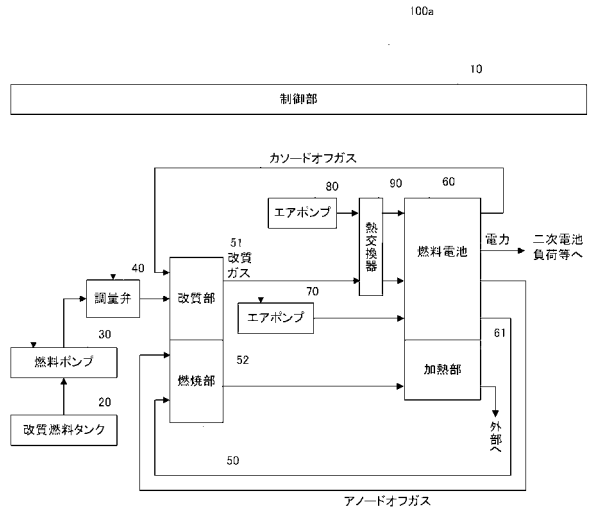 100a
10
制御部
カソードオフガス
80
90
60
エアポンプ
熱交換器
燃料電池
電力
二次電池
負荷等へ
51
改質
ガス
40
調量弁
改質部
70
エアポンプ
30
燃料ポンプ
52
61
燃焼部
加熱部
20
改質燃料タンク
外部へ
50
アノードオフガス